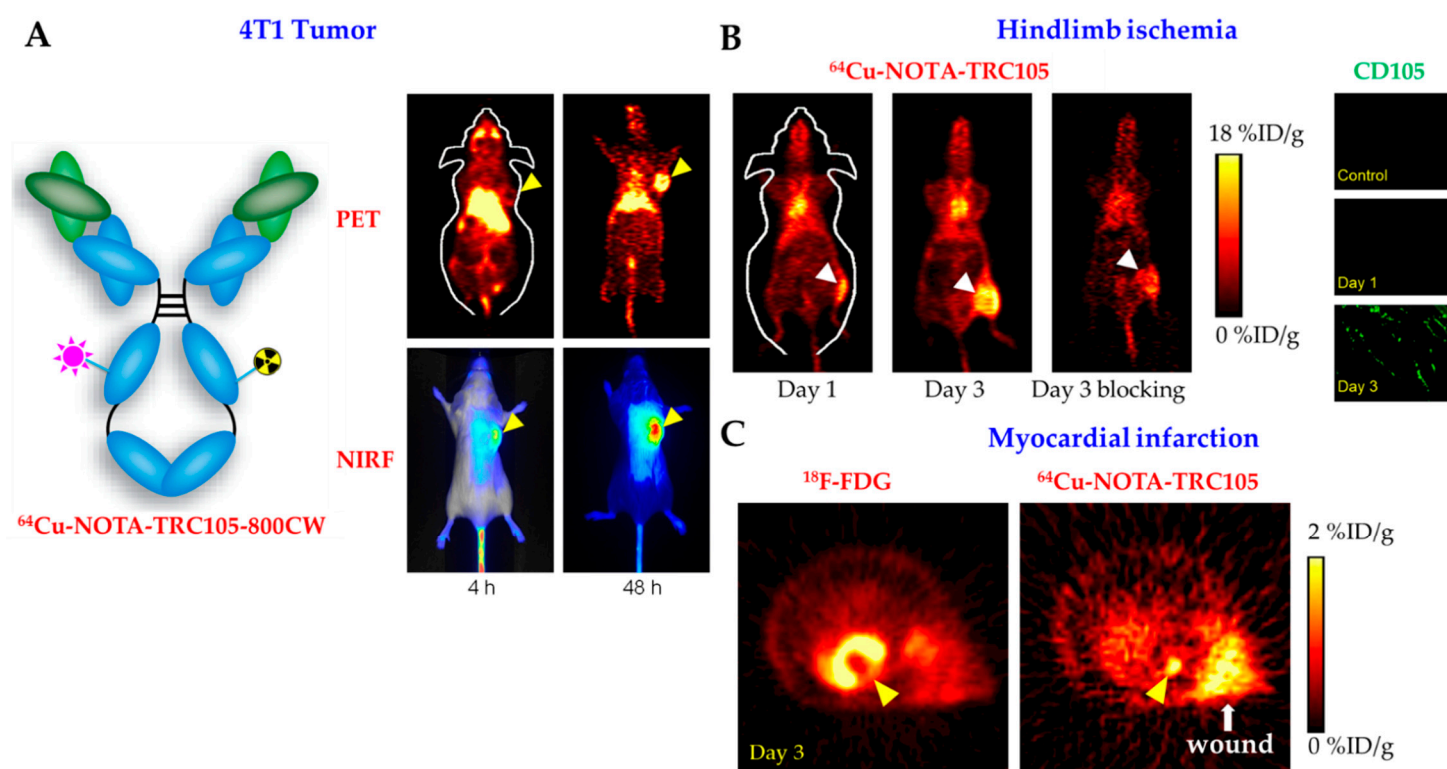 A
4T1 Tumor
PET
NIRF
⁶⁴Cu-NOTA-TRC105-800CW
4 h
48 h
B
Hindlimb ischemia
⁶⁴Cu-NOTA-TRC105
CD105
18 %ID/g
0 %ID/g
Control
Day 1
Day 3
Day 1
Day 3
Day 3 blocking
C
Myocardial infarction
¹⁸F-FDG
⁶⁴Cu-NOTA-TRC105
2 %ID/g
0 %ID/g
Day 3
wound